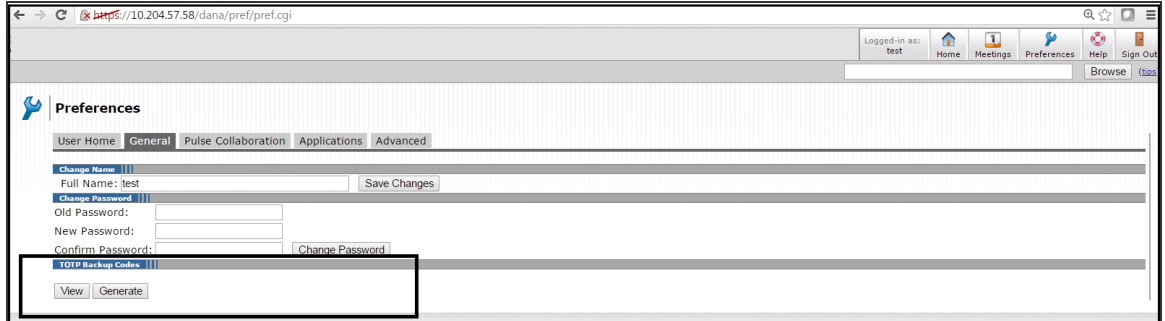 https://10.204.57.58/dana/pref/pref.cgi
Logged-in as:
test
1
Home Meetings Preferences Help Sign Out
Browse (tips
Preferences
User Home General Pulse Collaboration Applications Advanced
Change Name
Full Name: test Save Changes
Change Password
Old Password:
New Password:
Confirm Password: Change Password
TOTP Backup Codes
View Generate